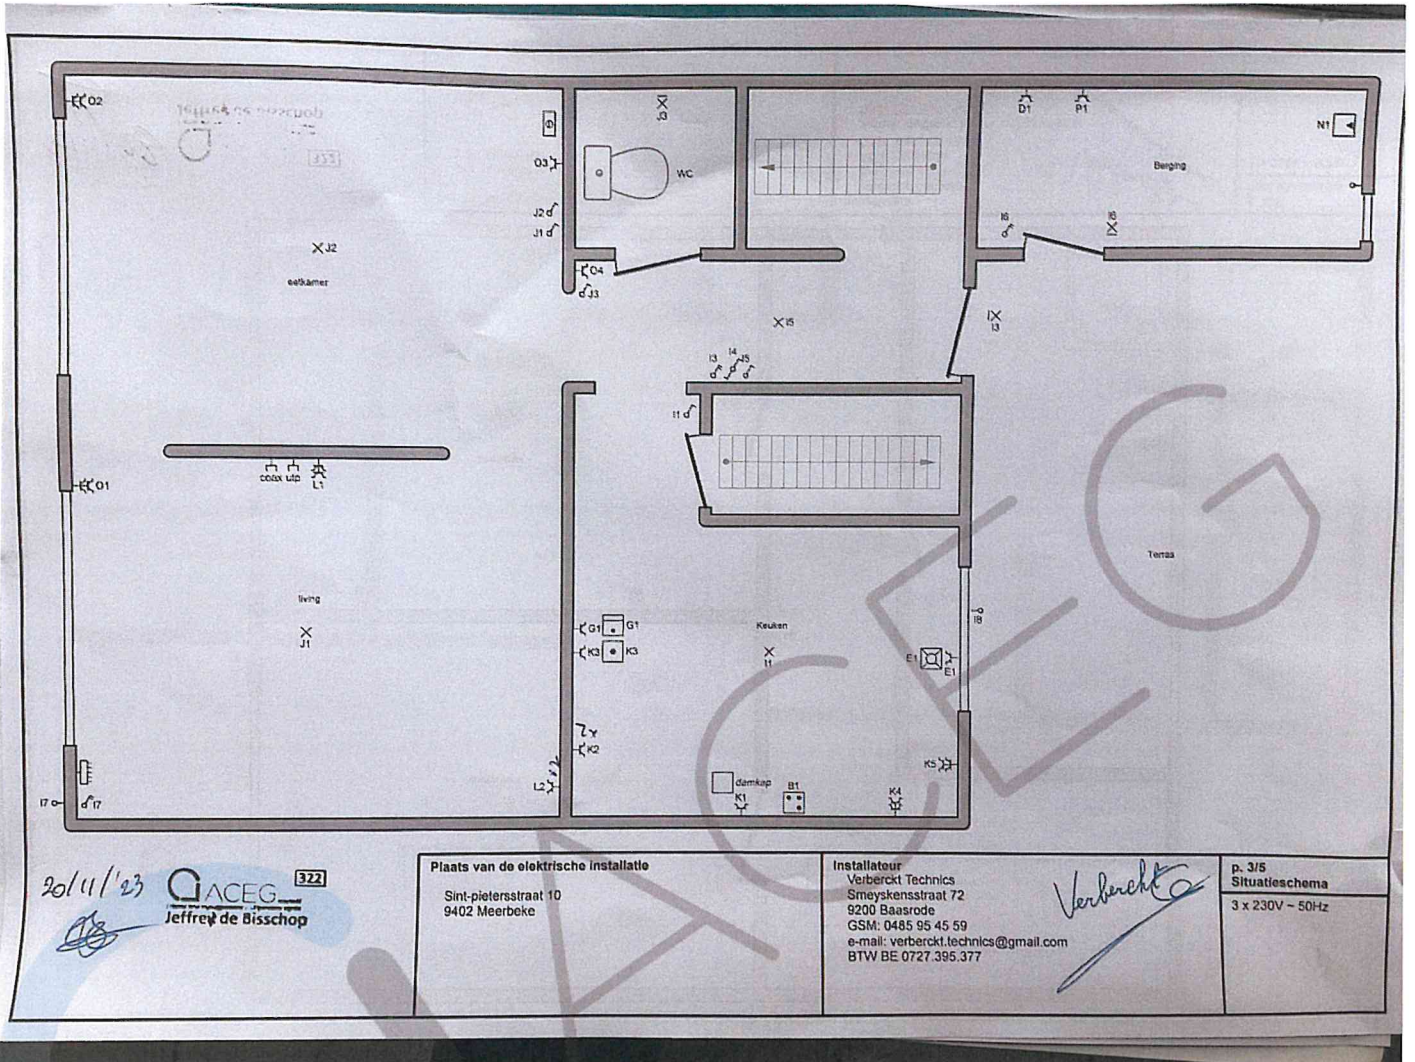 O2
J3
D1
P1
N1
O3
WC
Berging
J2
J1
I6
I6
J2
eetkamer
O4
J3
I5
I3
I3
I4
J5
I1
coax utp
L1
O1
Terras
living
J1
G1
G1
Keuken
I8
K3
K3
I1
E1
E1
K2
L2
K5
damkap
K1
B1
K4
I7
I7
ACEG
20/11/'23
ACEG
322
Jeffrey de Bisschop
Plaats van de elektrische installatie
Sint-pietersstraat 10
9402 Meerbeke
Installateur
Verberckt Technics
Smeyskensstraat 72
9200 Baasrode
GSM: 0485 95 45 59
e-mail: verberckt.technics@gmail.com
BTW BE 0727.395.377
Verberckt
p. 3/5
Situatieschema
3 x 230V ~ 50Hz